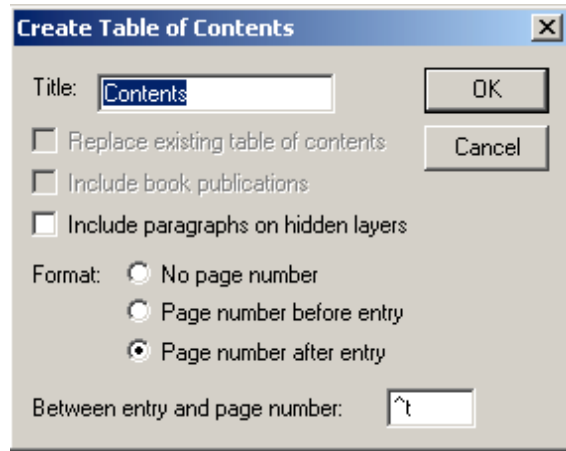 Create Table of Contents
Title: Contents
OK
Replace existing table of contents
Cancel
Include book publications
Include paragraphs on hidden layers
Format: No page number
Page number before entry
Page number after entry
Between entry and page number: ^t